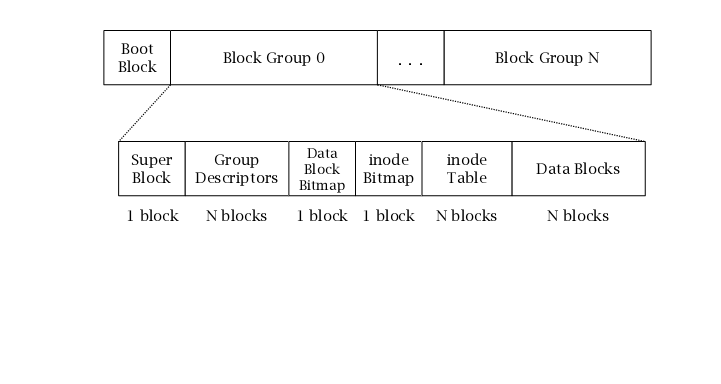 Boot
Block
Block Group 0
. . .
Block Group N
Super
Block
Group
Descriptors
Data
Block
Bitmap
inode
Bitmap
inode
Table
Data Blocks
1 block
N blocks
1 block
1 block
N blocks
N blocks